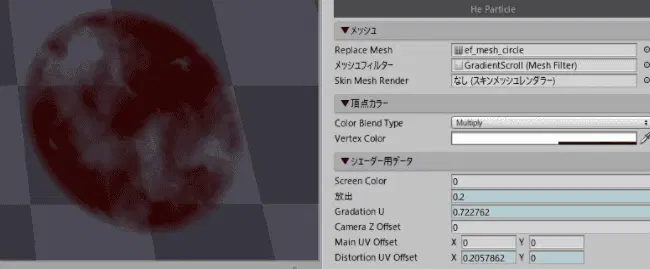 He Particle
▼メッシュ
Replace Mesh ef_mesh_circle
メッシュフィルター GradientScroll (Mesh Filter)
Skin Mesh Render なし (スキンメッシュレンダラー)
▼頂点カラー
Color Blend Type Multiply
Vertex Color
▼シェーダー用データ
Screen Color 0
放出 0.2
Gradation U 0.722762
Camera Z Offset 0
Main UV Offset X 0 Y 0
Distortion UV Offset X 0.2057862 Y 0